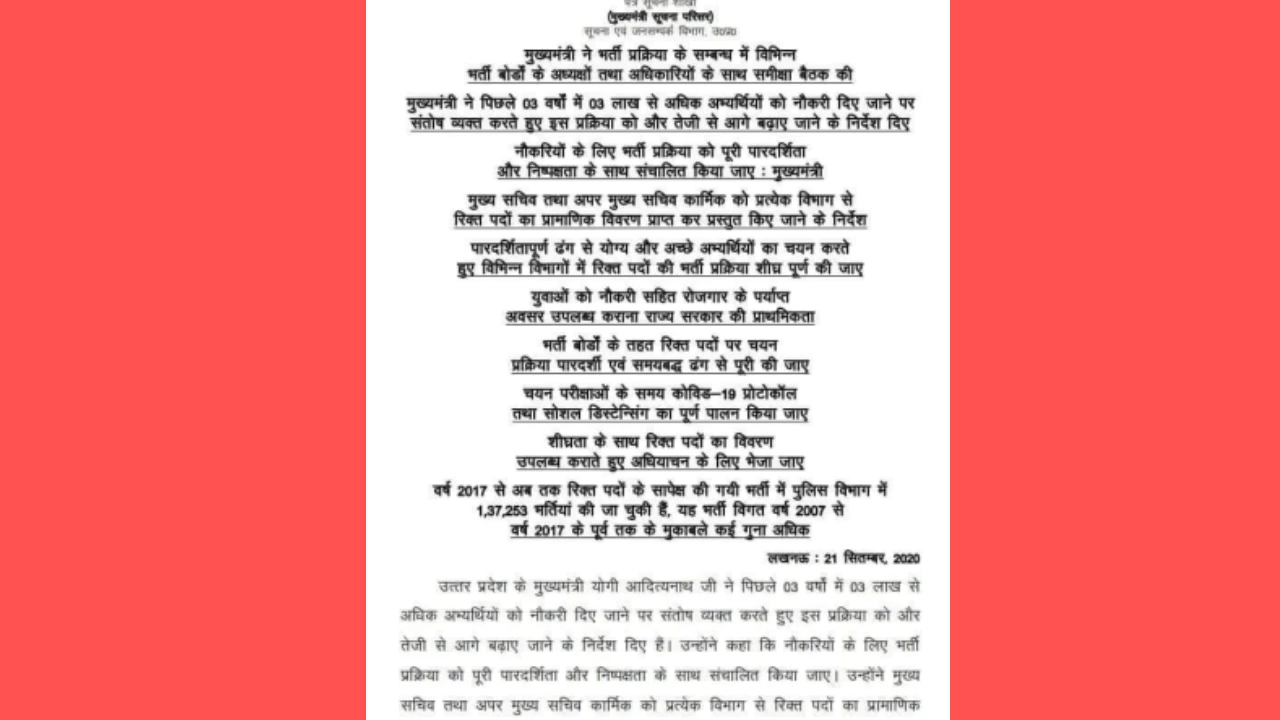 पत्र सूचना शाखा
(मुख्यमंत्री सूचना परिसर)
सूचना एवं जनसम्पर्क विभाग, उ०प्र०
मुख्यमंत्री ने भर्ती प्रक्रिया के सम्बन्ध में विभिन्न
भर्ती बोर्डों के अध्यक्षों तथा अधिकारियों के साथ समीक्षा बैठक की
मुख्यमंत्री ने पिछले 03 वर्षों में 03 लाख से अधिक अभ्यर्थियों को नौकरी दिए जाने पर
संतोष व्यक्त करते हुए इस प्रक्रिया को और तेजी से आगे बढ़ाए जाने के निर्देश दिए
नौकरियों के लिए भर्ती प्रक्रिया को पूरी पारदर्शिता
और निष्पक्षता के साथ संचालित किया जाए : मुख्यमंत्री
मुख्य सचिव तथा अपर मुख्य सचिव कार्मिक को प्रत्येक विभाग से
रिक्त पदों का प्रामाणिक विवरण प्राप्त कर प्रस्तुत किए जाने के निर्देश
पारदर्शितापूर्ण ढंग से योग्य और अच्छे अभ्यर्थियों का चयन करते
हुए विभिन्न विभागों में रिक्त पदों की भर्ती प्रक्रिया शीघ्र पूर्ण की जाए
युवाओं को नौकरी सहित रोजगार के पर्याप्त
अवसर उपलब्ध कराना राज्य सरकार की प्राथमिकता
भर्ती बोर्डों के तहत रिक्त पदों पर चयन
प्रक्रिया पारदर्शी एवं समयबद्ध ढंग से पूरी की जाए
चयन परीक्षाओं के समय कोविड–19 प्रोटोकॉल
तथा सोशल डिस्टेन्सिंग का पूर्ण पालन किया जाए
शीघ्रता के साथ रिक्त पदों का विवरण
उपलब्ध कराते हुए अधियाचन के लिए भेजा जाए
वर्ष 2017 से अब तक रिक्त पदों के सापेक्ष की गयी भर्ती में पुलिस विभाग में
1,37,253 भर्तियां की जा चुकी हैं, यह भर्ती विगत वर्ष 2007 से
वर्ष 2017 के पूर्व तक के मुकाबले कई गुना अधिक
लखनऊ : 21 सितम्बर, 2020
उत्तर प्रदेश के मुख्यमंत्री योगी आदित्यनाथ जी ने पिछले 03 वर्षों में 03 लाख से
अधिक अभ्यर्थियों को नौकरी दिए जाने पर संतोष व्यक्त करते हुए इस प्रक्रिया को और
तेजी से आगे बढ़ाए जाने के निर्देश दिए हैं। उन्होंने कहा कि नौकरियों के लिए भर्ती
प्रक्रिया को पूरी पारदर्शिता और निष्पक्षता के साथ संचालित किया जाए। उन्होंने मुख्य
सचिव तथा अपर मुख्य सचिव कार्मिक को प्रत्येक विभाग से रिक्त पदों का प्रामाणिक